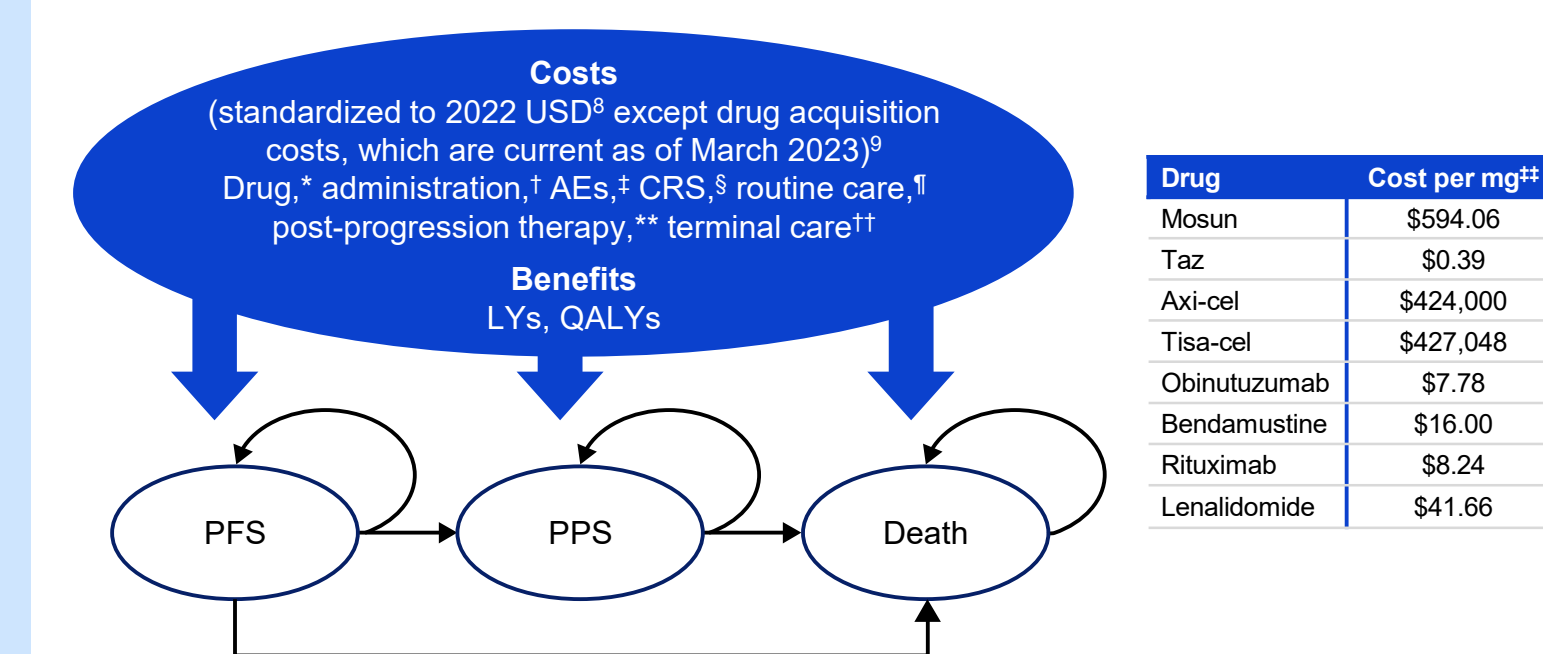 Costs
(standardized to 2022 USD⁸ except drug acquisition
costs, which are current as of March 2023)⁹
Drug,* administration,† AEs,‡ CRS,§ routine care,¶
post-progression therapy,** terminal care††
Benefits
LYs, QALYs
PFS
PPS
Death
Drug Cost per mg‡‡
Mosun $594.06
Taz $0.39
Axi-cel $424,000
Tisa-cel $427,048
Obinutuzumab $7.78
Bendamustine $16.00
Rituximab $8.24
Lenalidomide $41.66